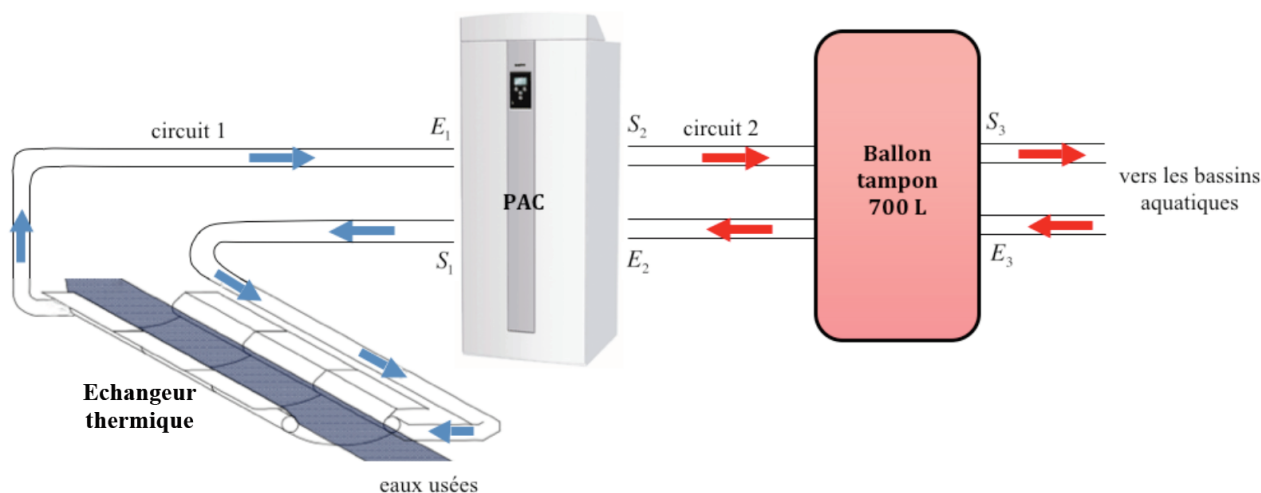 circuit 1
E₁
S₂
circuit 2
S₃
PAC
Ballon
tampon
700 L
vers les bassins
aquatiques
S₁
E₂
E₃
Echangeur
thermique
eaux usées